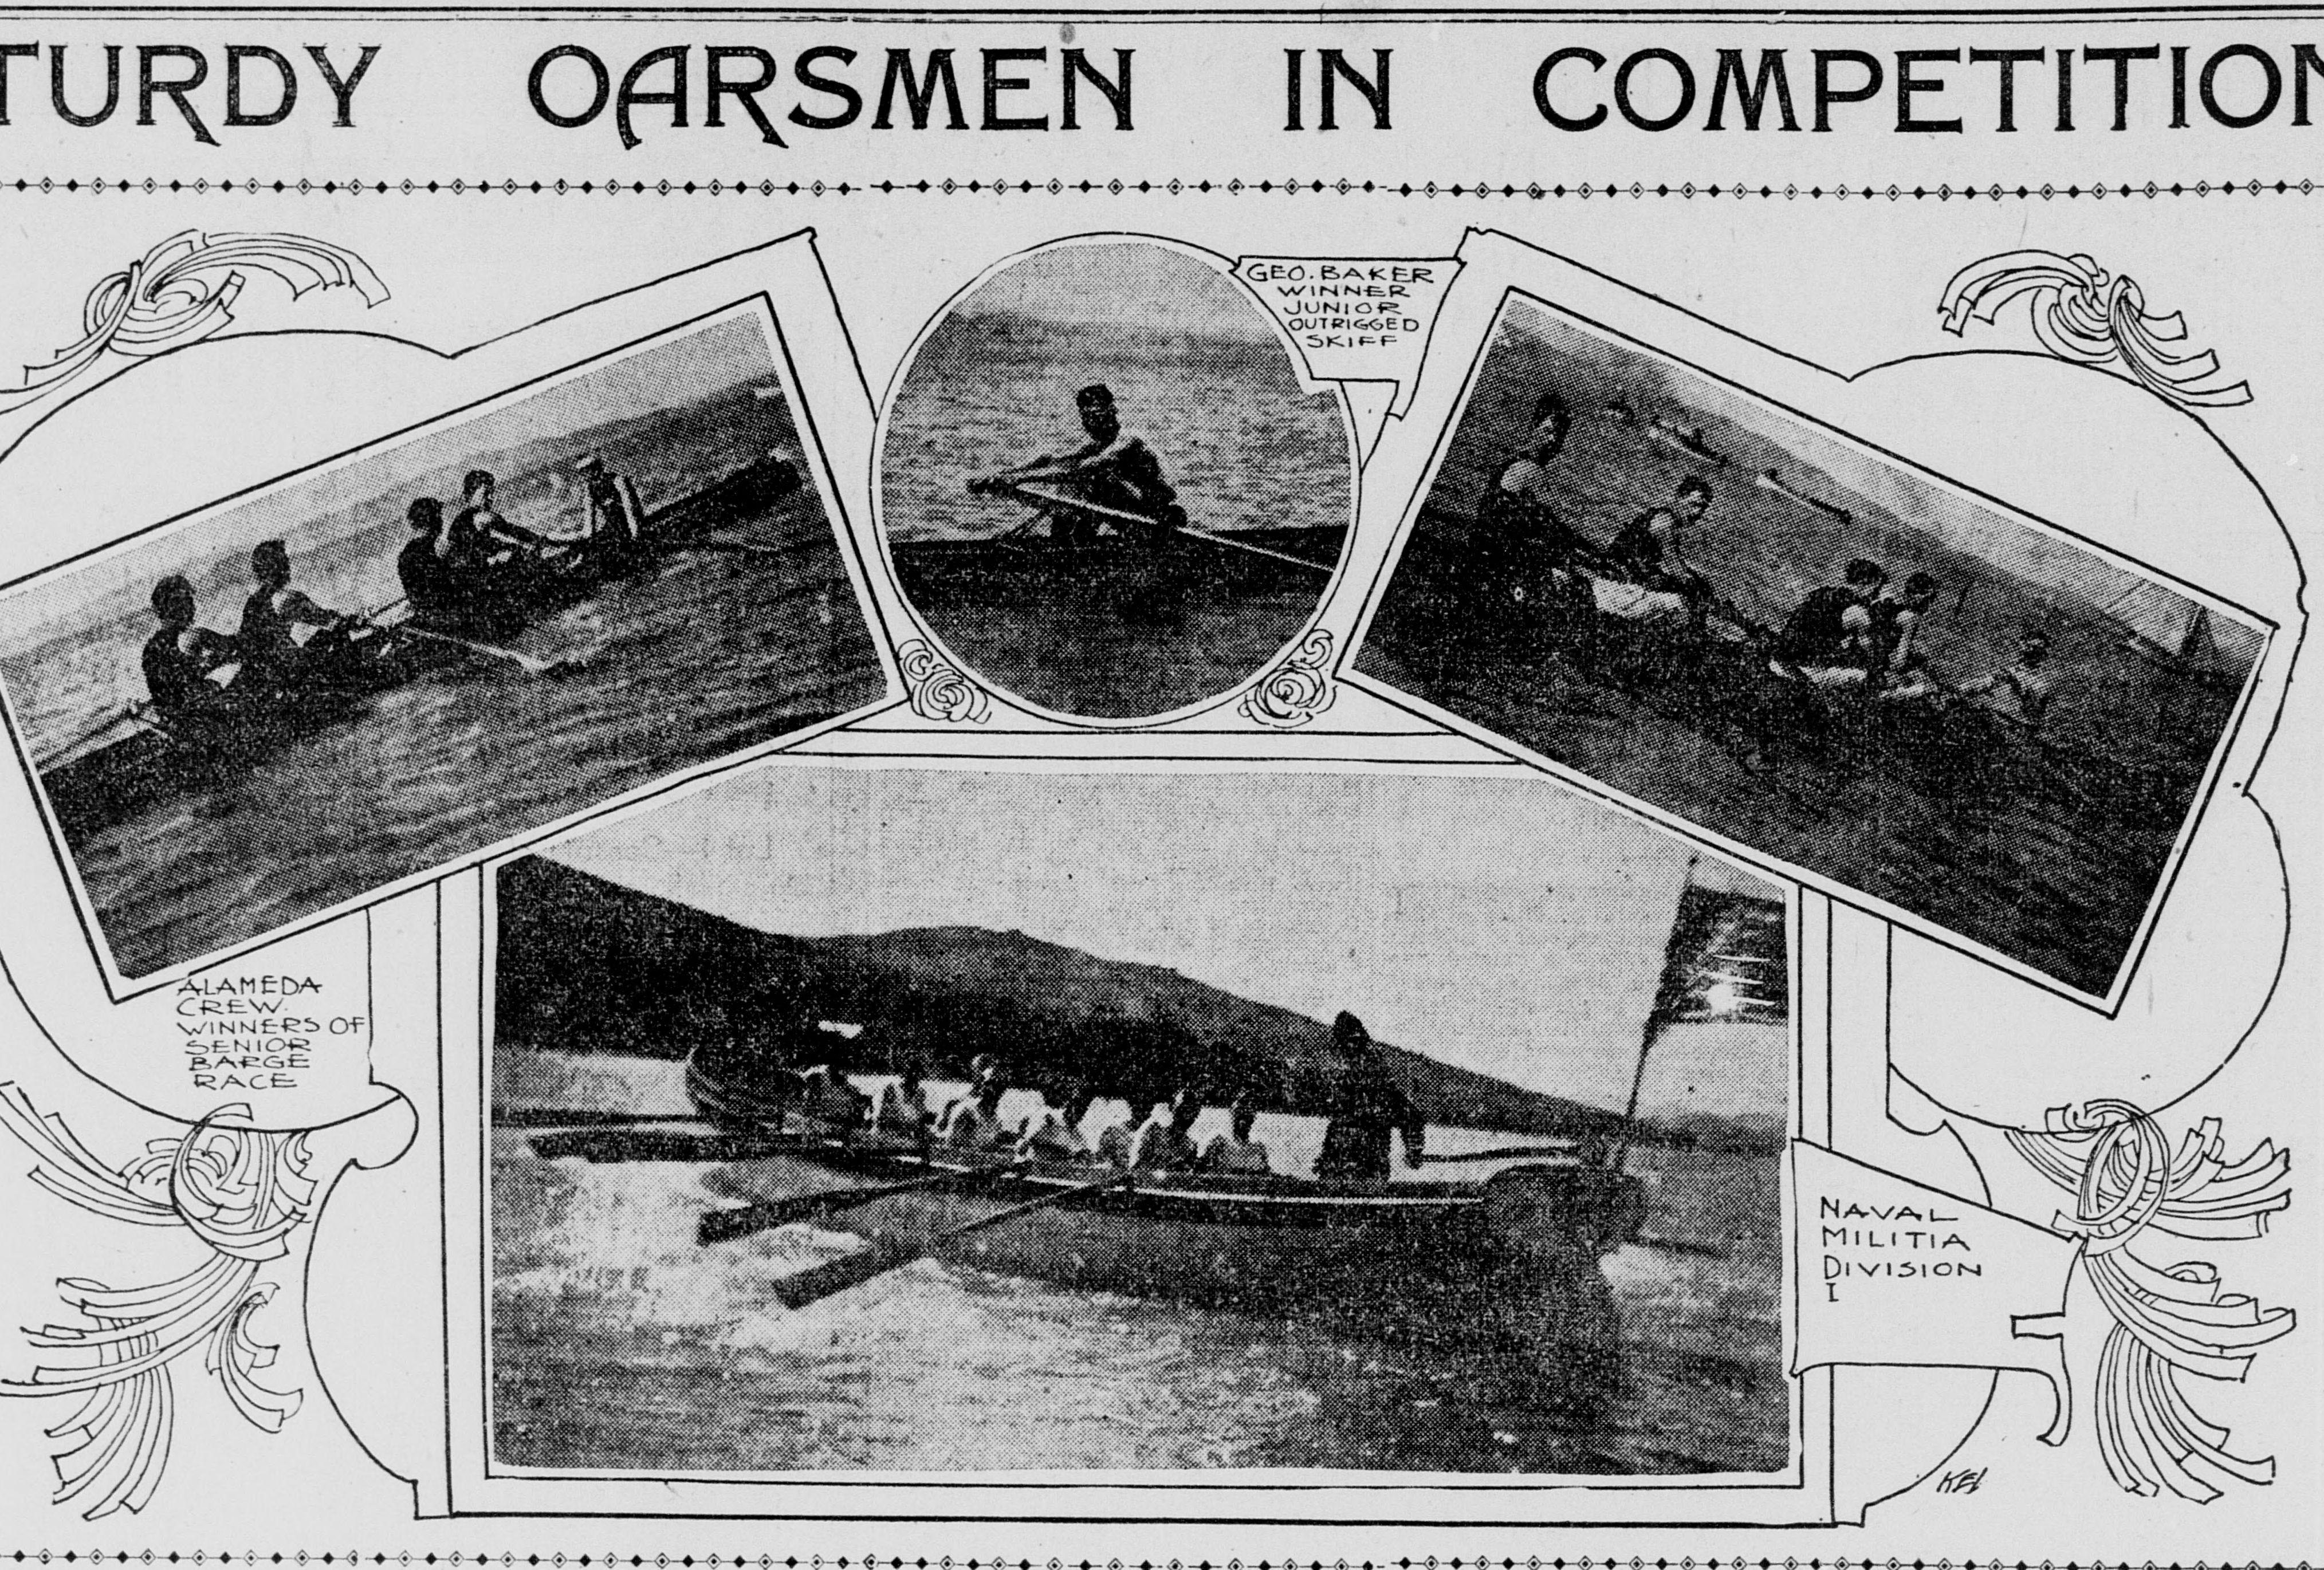 TURDY OARSMEN IN COMPETITION
GEO. BAKER
WINNER
JUNIOR
OUTRIGGED
SKIFF
ALAMEDA
CREW.
WINNERS OF
SENIOR
BARGE
RACE
NAVAL
MILITIA
DIVISION
I